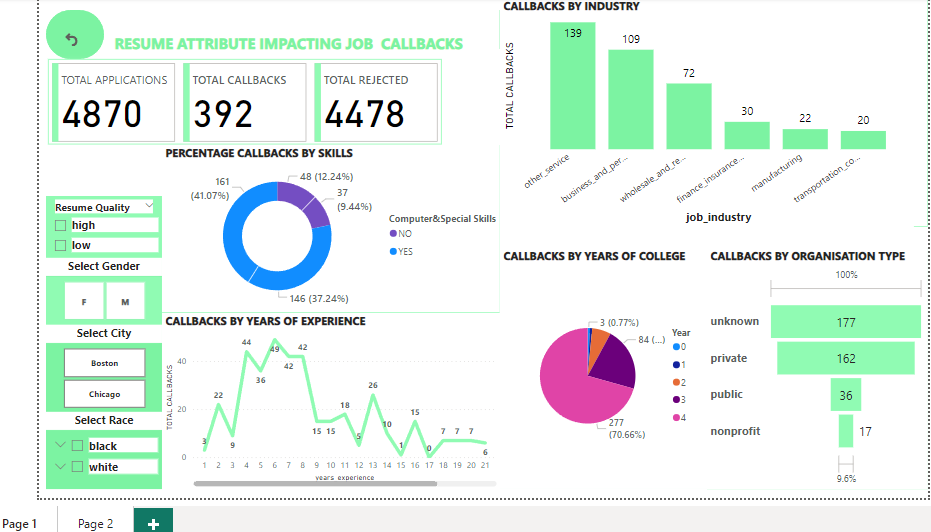 RESUME ATTRIBUTE IMPACTING JOB CALLBACKS
TOTAL APPLICATIONS
4870
TOTAL CALLBACKS
392
TOTAL REJECTED
4478
PERCENTAGE CALLBACKS BY SKILLS
161
(41.07%)
48 (12.24%)
37
(9.44%)
146 (37.24%)
Computer&Special Skills
NO
YES
Resume Quality
high
low
Select Gender
F
M
Select City
Boston
Chicago
Select Race
black
white
CALLBACKS BY YEARS OF EXPERIENCE
TOTAL CALLBACKS
40
20
0
3
22
9
44
36
49
42
42
15
15
18
5
26
10
1
15
0
7
7
7
6
1 2 3 4 5 6 7 8 9 10 11 12 13 14 15 16 17 18 19 20 21
years_experience
CALLBACKS BY INDUSTRY
TOTAL CALLBACKS
139
109
72
30
22
20
other_service
business_and_per...
wholesale_and_re...
finance_insurance...
manufacturing
transportation_co...
job_industry
CALLBACKS BY YEARS OF COLLEGE
3 (0.77%)
84 (...)
277
(70.66%)
Year
0
1
2
3
4
CALLBACKS BY ORGANISATION TYPE
100%
unknown
177
private
162
public
36
nonprofit
17
9.6%
Page 1
Page 2
+